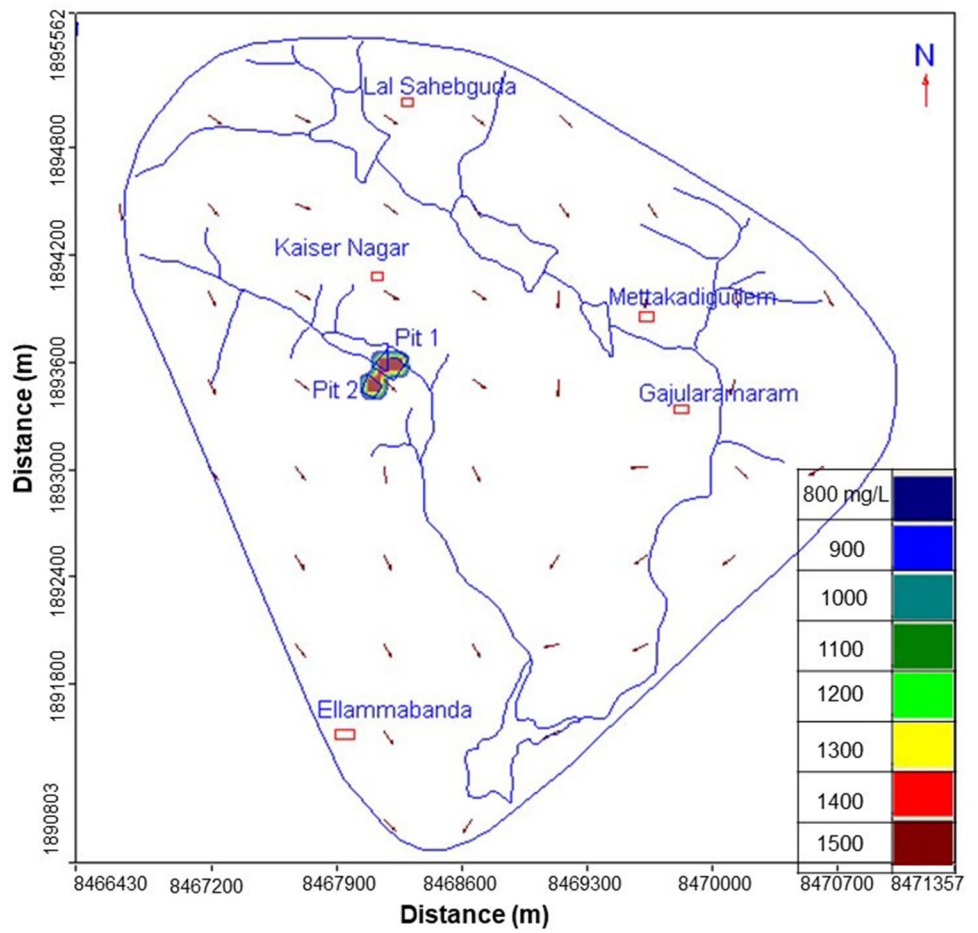 1895562
1894800
1894200
1893600
1893000
1892400
1891800
1890803
Distance (m)
N
Lal Sahebguda
Kaiser Nagar
Mettakadigudem
Pit 1
Pit 2
Gajularamaram
Ellammabanda
800 mg/L
900
1000
1100
1200
1300
1400
1500
8466430 8467200 8467900 8468600 8469300 8470000 8470700 8471357
Distance (m)